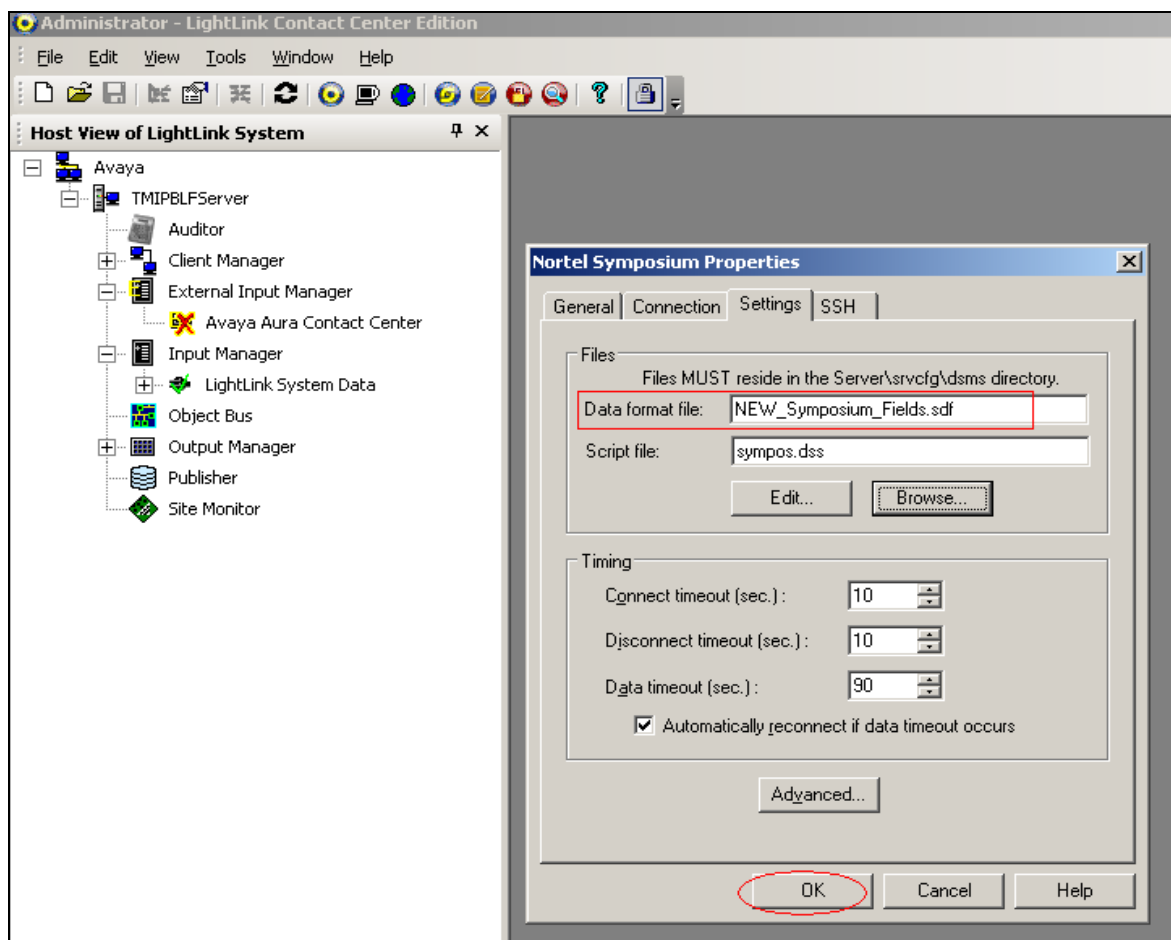 Administrator - LightLink Contact Center Edition
File Edit View Tools Window Help
Host View of LightLink System
Avaya
TMIPBLFServer
Auditor
Client Manager
External Input Manager
Avaya Aura Contact Center
Input Manager
LightLink System Data
Object Bus
Output Manager
Publisher
Site Monitor
Nortel Symposium Properties
General Connection Settings SSH
Files
Files MUST reside in the Server\srvcfg\dsms directory.
Data format file: NEW_Symposium_Fields.sdf
Script file: sympos.dss
Edit... Browse...
Timing
Connect timeout (sec.) : 10
Disconnect timeout (sec.) : 10
Data timeout (sec.) : 90
Automatically reconnect if data timeout occurs
Advanced...
OK Cancel Help